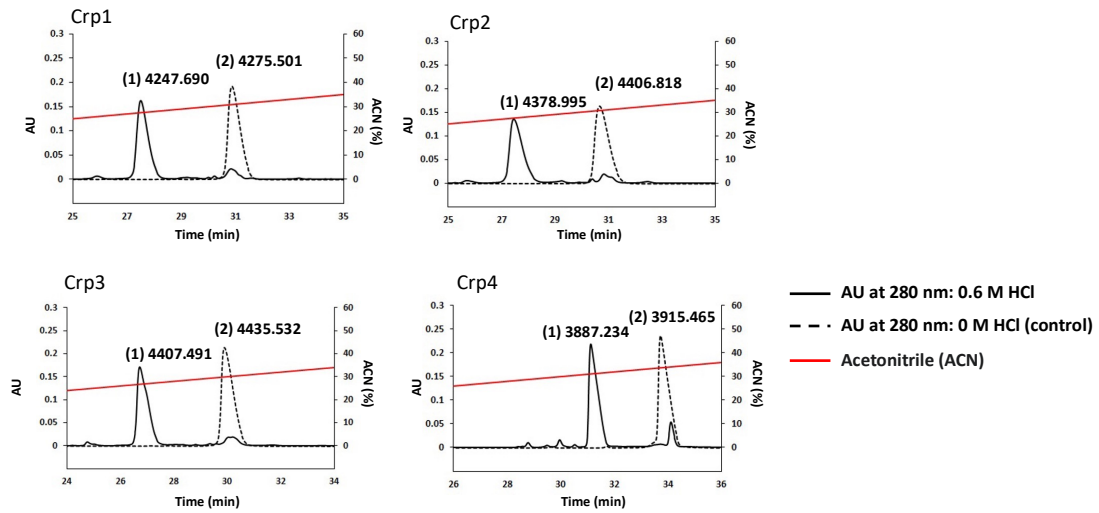 Crp1
0.3
0.25
0.2
0.15
0.1
0.05
0
AU
(1) 4247.690
(2) 4275.501
60
50
40
30
20
10
0
ACN (%)
25 27 29 31 33 35
Time (min)
Crp2
0.3
0.25
0.2
0.15
0.1
0.05
0
AU
(1) 4378.995
(2) 4406.818
60
50
40
30
20
10
0
ACN (%)
25 27 29 31 33 35
Time (min)
Crp3
0.3
0.25
0.2
0.15
0.1
0.05
0
AU
(1) 4407.491
(2) 4435.532
60
50
40
30
20
10
0
ACN (%)
24 26 28 30 32 34
Time (min)
Crp4
0.3
0.25
0.2
0.15
0.1
0.05
0
AU
(1) 3887.234
(2) 3915.465
60
50
40
30
20
10
0
ACN (%)
26 28 30 32 34 36
Time (min)
AU at 280 nm: 0.6 M HCl
AU at 280 nm: 0 M HCl (control)
Acetonitrile (ACN)